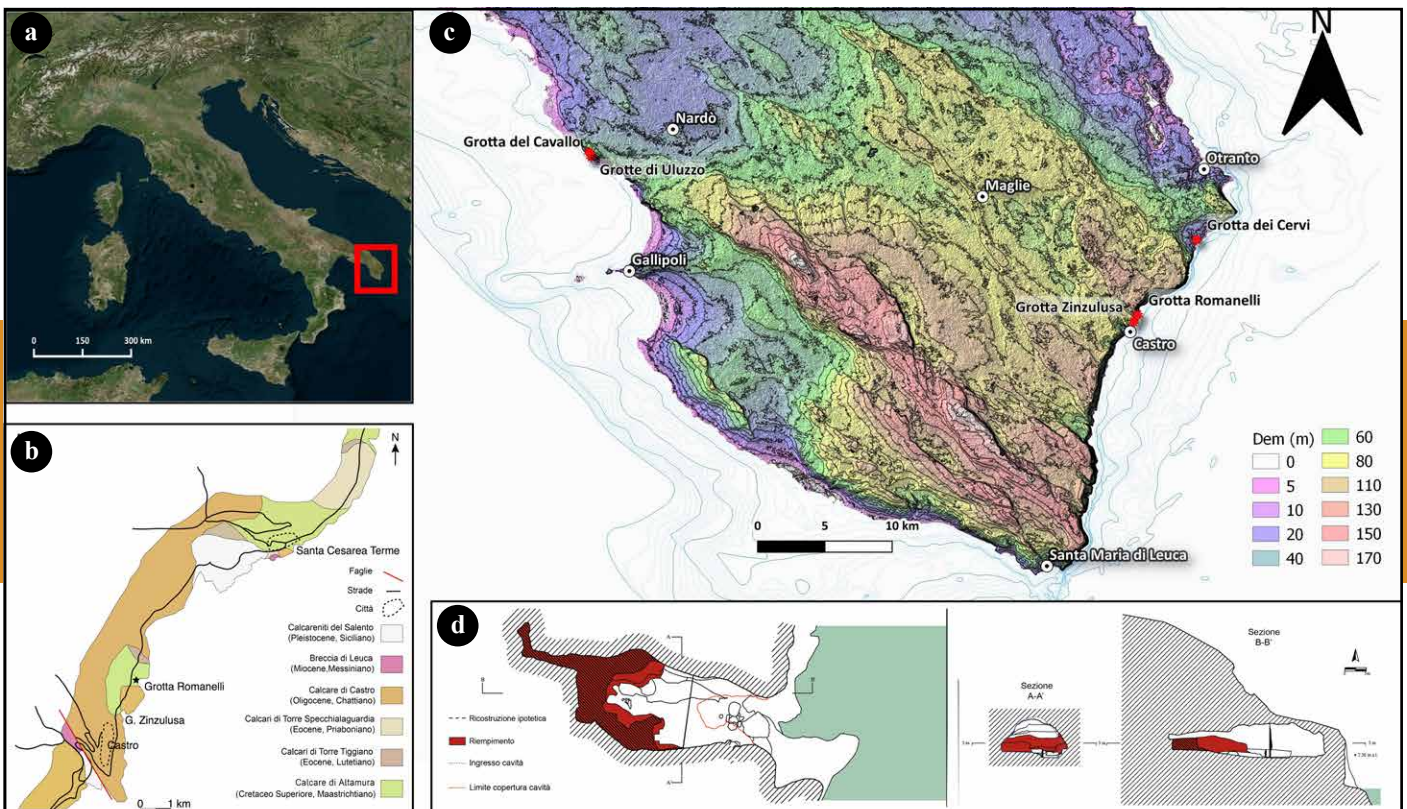 a
0
150
300 km
b
N
Santa Cesarea Terme
Faglie
Strade
Città
Calcareniti del Salento
(Pleistocene, Siciliano)
Breccia di Leuca
(Miocene,Messiniano)
Calcare di Castro
(Oligocene, Chattiano)
Calcari di Torre Specchialaguardia
(Eocene, Priaboniano)
Calcari di Torre Tiggiano
(Eocene, Lutetiano)
Calcare di Altamura
(Cretaceo Superiore, Maastrichtiano)
Grotta Romanelli
G. Zinzulusa
Castro
0 1 km
c
N
Nardò
Grotta del Cavallo
Grotte di Uluzzo
Otranto
Maglie
Grotta dei Cervi
Gallipoli
Grotta Romanelli
Grotta Zinzulusa
Castro
Santa Maria di Leuca
0 5 10 km
Dem (m)
0
5
10
20
40
60
80
110
130
150
170
d
A
B
B
A'
Ricostruzione ipotetica
Riempimento
Ingresso cavità
Limite copertura cavità
Sezione
A-A'
Sezione
B-B'